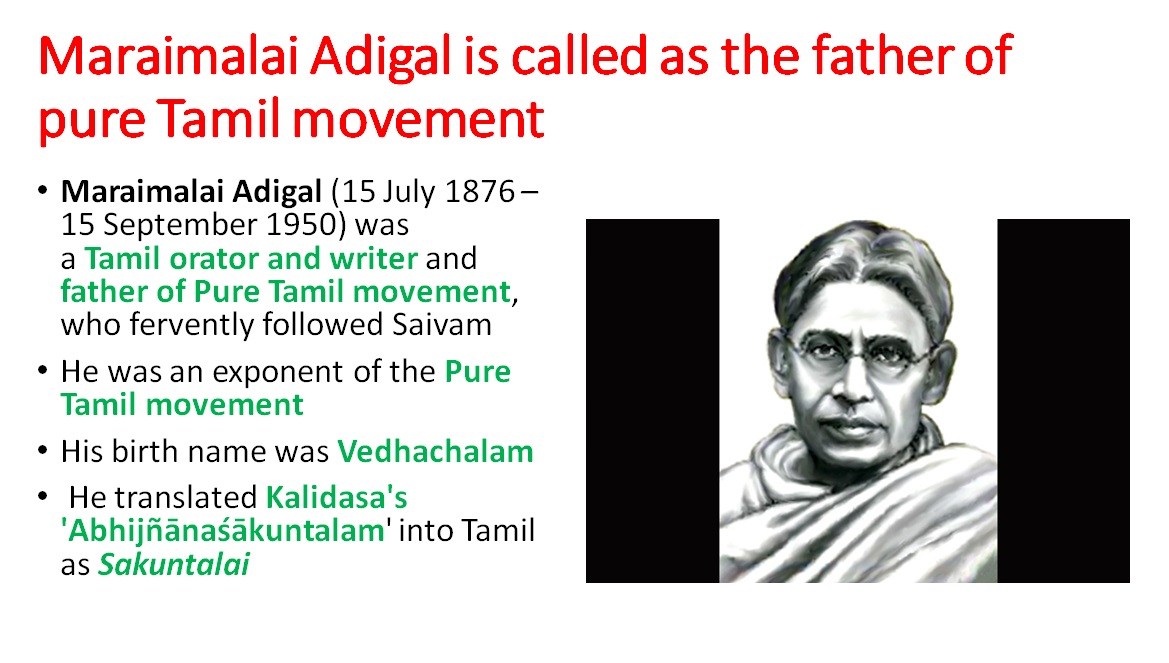 Maraimalai Adigal is called as the father of
pure Tamil movement
• Maraimalai Adigal (15 July 1876 –
15 September 1950) was
a Tamil orator and writer and
father of Pure Tamil movement,
who fervently followed Saivam
• He was an exponent of the Pure
Tamil movement
• His birth name was Vedhachalam
• He translated Kalidasa's
'Abhijñānaśākuntalam' into Tamil
as Sakuntalai